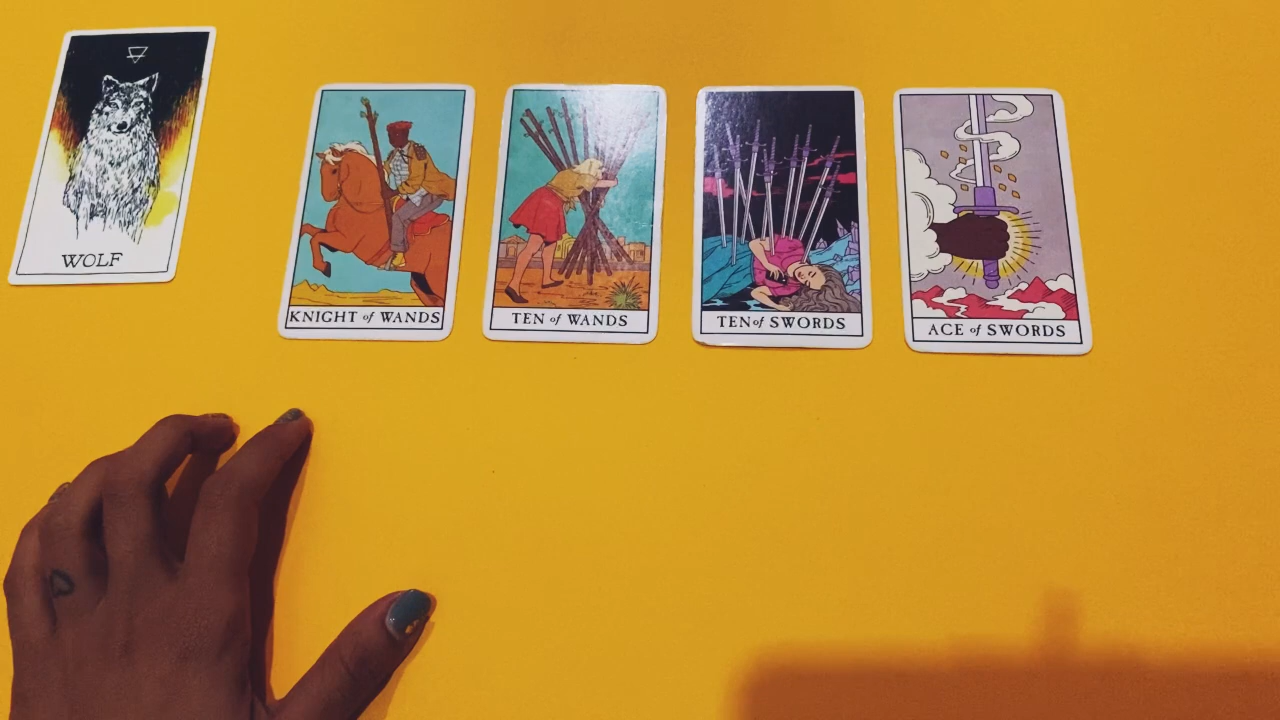 WOLF
KNIGHT of WANDS
TEN of WANDS
TEN of SWORDS
ACE of SWORDS